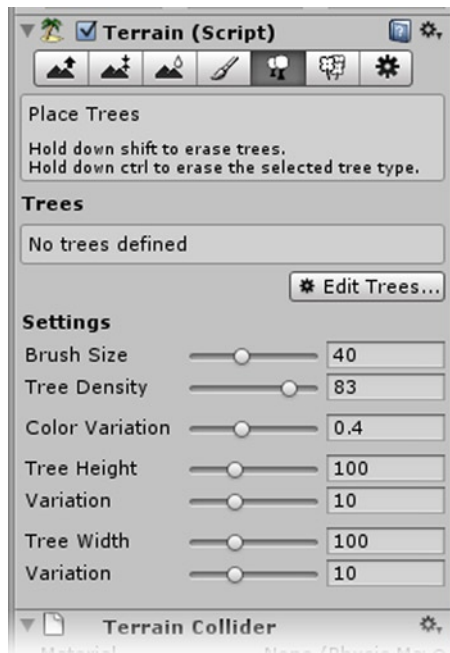 Terrain (Script)
Place Trees
Hold down shift to erase trees.
Hold down ctrl to erase the selected tree type.
Trees
No trees defined
Edit Trees...
Settings
Brush Size 40
Tree Density 83
Color Variation 0.4
Tree Height 100
Variation 10
Tree Width 100
Variation 10
Terrain Collider
Material